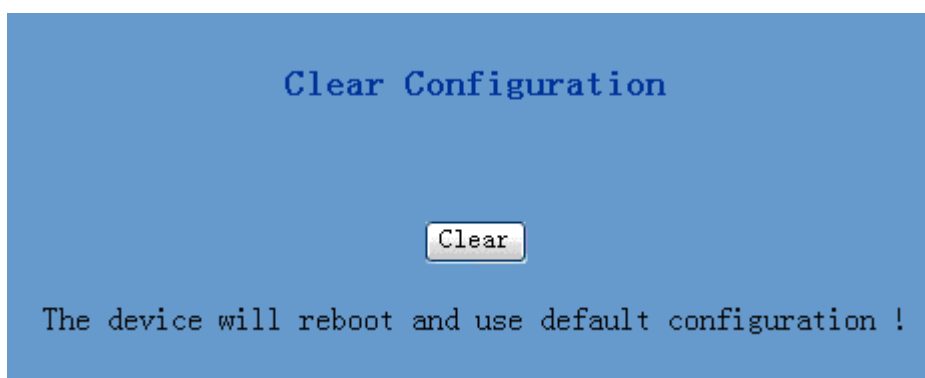 Clear Configuration
Clear
The device will reboot and use default configuration !